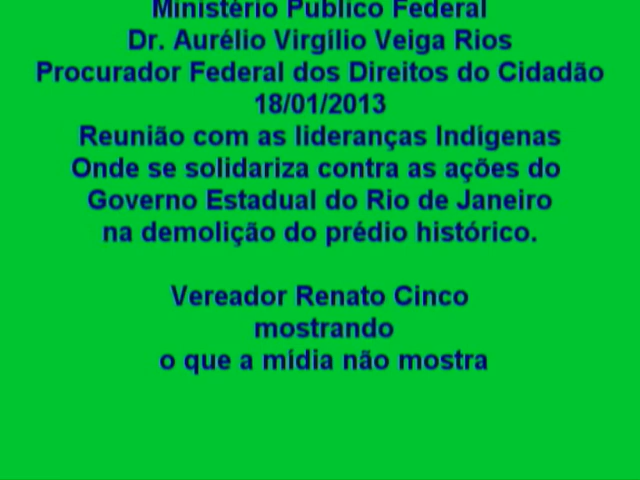 Ministério Público Federal
Dr. Aurélio Virgílio Veiga Rios
Procurador Federal dos Direitos do Cidadão
18/01/2013
Reunião com as lideranças Indígenas
Onde se solidariza contra as ações do
Governo Estadual do Rio de Janeiro
na demolição do prédio histórico.
Vereador Renato Cinco
mostrando
o que a mídia não mostra